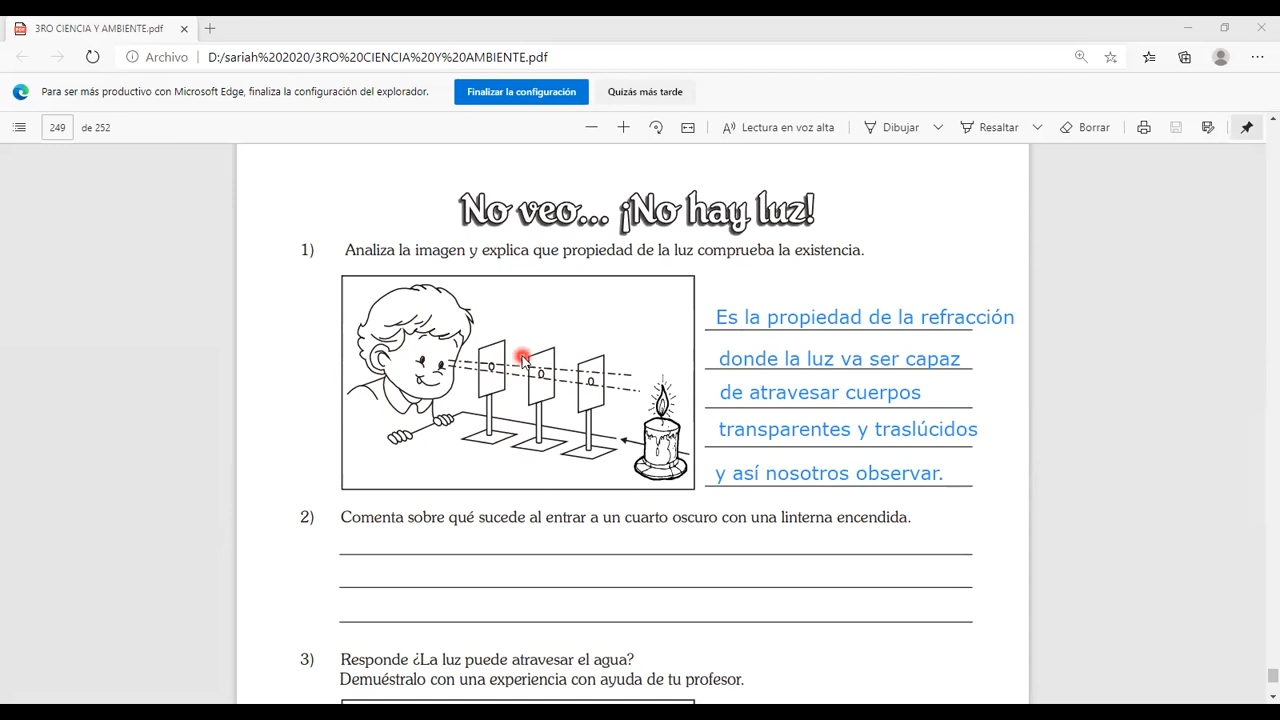 3RO CIENCIA Y AMBIENTE.pdf
Archivo D:/sariah%202020/3RO%20CIENCIA%20Y%20AMBIENTE.pdf
Para ser más productivo con Microsoft Edge, finaliza la configuración del explorador. Finalizar la configuración Quizás más tarde
249 de 252 Lectura en voz alta Dibujar Resaltar Borrar
No veo... ¡No hay luz!
1) Analiza la imagen y explica que propiedad de la luz comprueba la existencia.
Es la propiedad de la refracción
donde la luz va ser capaz
de atravesar cuerpos
transparentes y traslúcidos
y así nosotros observar.
2) Comenta sobre qué sucede al entrar a un cuarto oscuro con una linterna encendida.
3) Responde ¿La luz puede atravesar el agua?
Demuéstralo con una experiencia con ayuda de tu profesor.